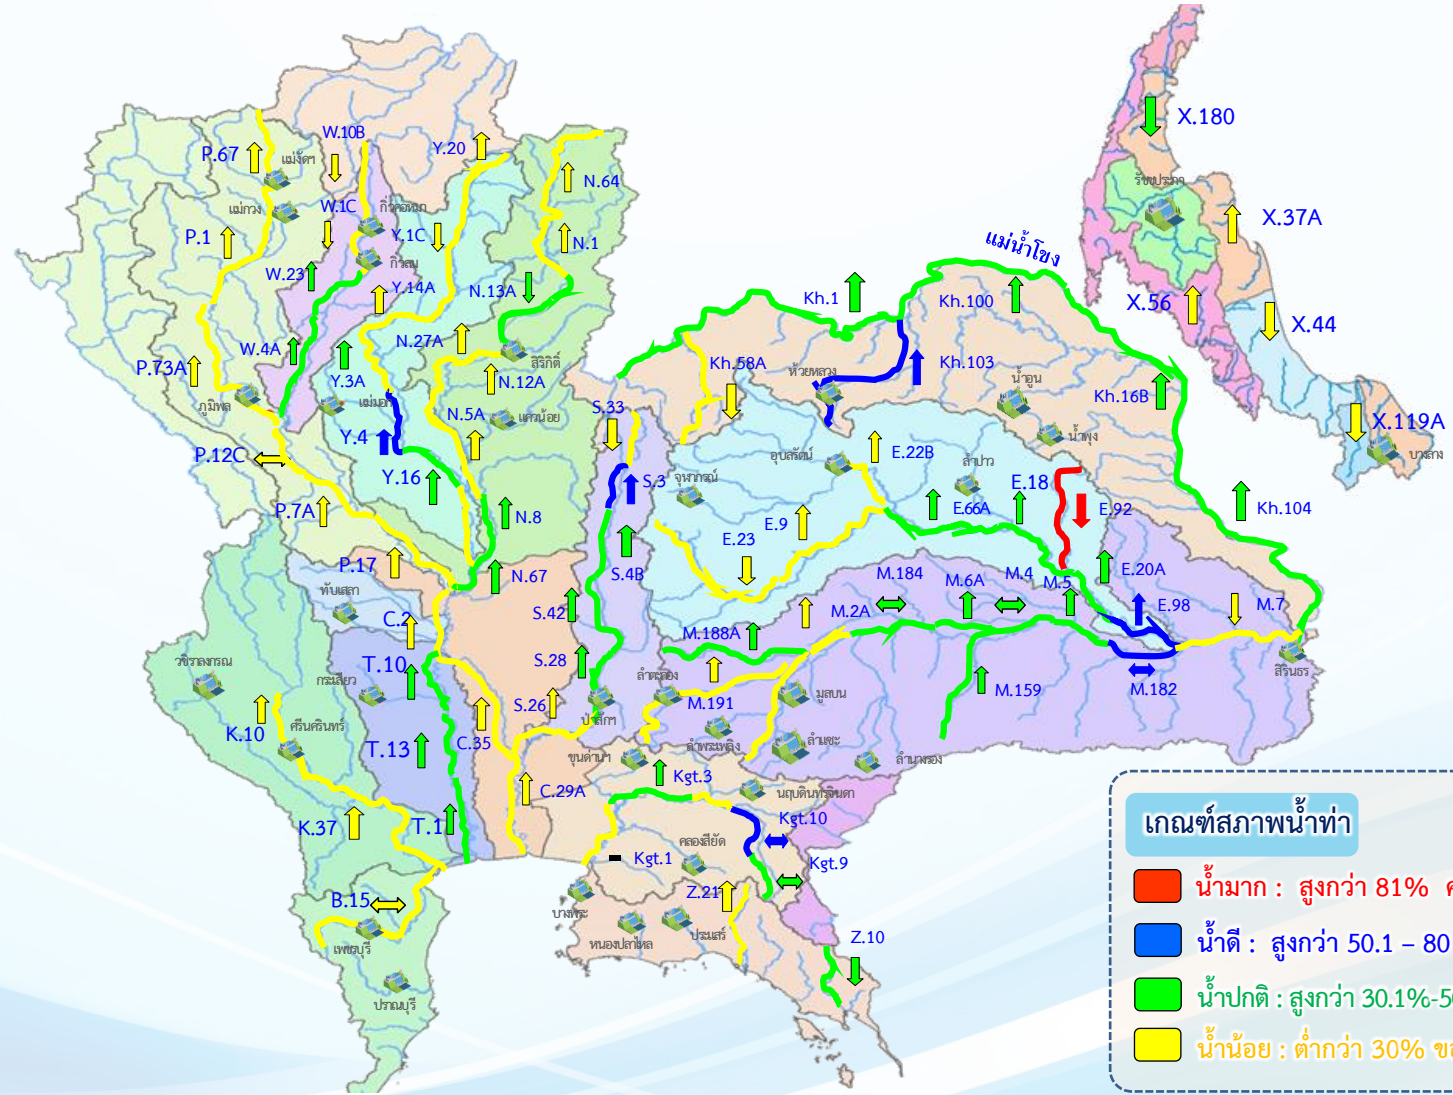 X.180
W.10B
Y.20
P.67
แม่งัดฯ
รัชชประภา
N.64
แม่กวง
W.1C
กิ่วคอหมา
X.37A
P.1
Y.1C
N.1
แม่น้ำโขง
กิ่วลม
W.23
Y.14A
N.13A
Kh.1
Kh.100
X.56
X.44
N.27A
W.4A
สิริกิติ์
Kh.58A
Kh.103
P.73A
Y.3A
N.12A
ห้วยหลวง
น้ำอูน
Kh.16B
ภูมิพล
แม่มอก
N.5A
แควน้อย
S.33
X.119A
Y.4
น้ำพุง
บางลาง
P.12C
อุบลรัตน์
E.22B
ลำปาว
Y.16
จุฬาภรณ์
S.3
E.18
P.7A
N.8
E.9
E.66A
E.92
Kh.104
E.23
P.17
N.67
S.4B
M.184
M.6A
M.4
M.5
E.20A
ทับเสลา
C.2
S.42
M.2A
E.98
M.7
M.188A
วชิราลงกรณ
T.10
S.28
สิรินธร
กระเสียว
ลำตะคอง
M.159
M.182
S.26
ป่าสักฯ
M.191
มูลบน
K.10
ศรีนครินทร์
T.13
C.35
ขุนด่านฯ
ลำพระเพลิง
ลำแชะ
ลำนางรอง
Kgt.3
C.29A
นฤบดินทรจินดา
K.37
T.1
Kgt.10
เกณฑ์สภาพน้ำท่า
คลองสียัด
Kgt.1
Kgt.9
น้ำมาก : สูงกว่า 81%
B.15
Z.21
บางพระ
ประแสร์
หนองปลาไหล
Z.10
น้ำดี : สูงกว่า 50.1 – 80
เพชรบุรี
น้ำปกติ : สูงกว่า 30.1%-5
ปราณบุรี
น้ำน้อย : ต่ำกว่า 30%